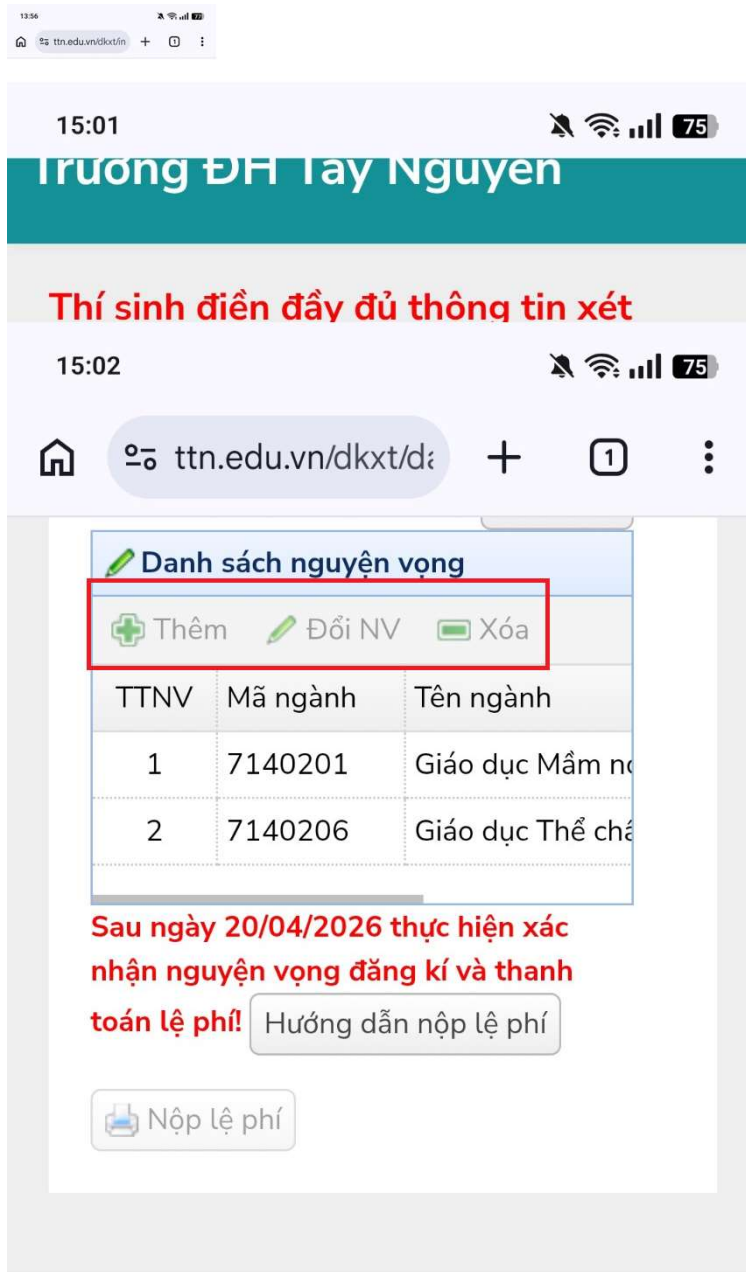 13:56
ttn.edu.vn/dkxt/in
15:01
75
Trường ĐH Tây Nguyên
Thí sinh điền đầy đủ thông tin xét
15:02
75
ttn.edu.vn/dkxt/da
1
Danh sách nguyện vọng
Thêm Đổi NV Xóa
TTNV Mã ngành Tên ngành
1 7140201 Giáo dục Mầm no
2 7140206 Giáo dục Thể chấ
Sau ngày 20/04/2026 thực hiện xác
nhận nguyện vọng đăng kí và thanh
toán lệ phí! Hướng dẫn nộp lệ phí
Nộp lệ phí